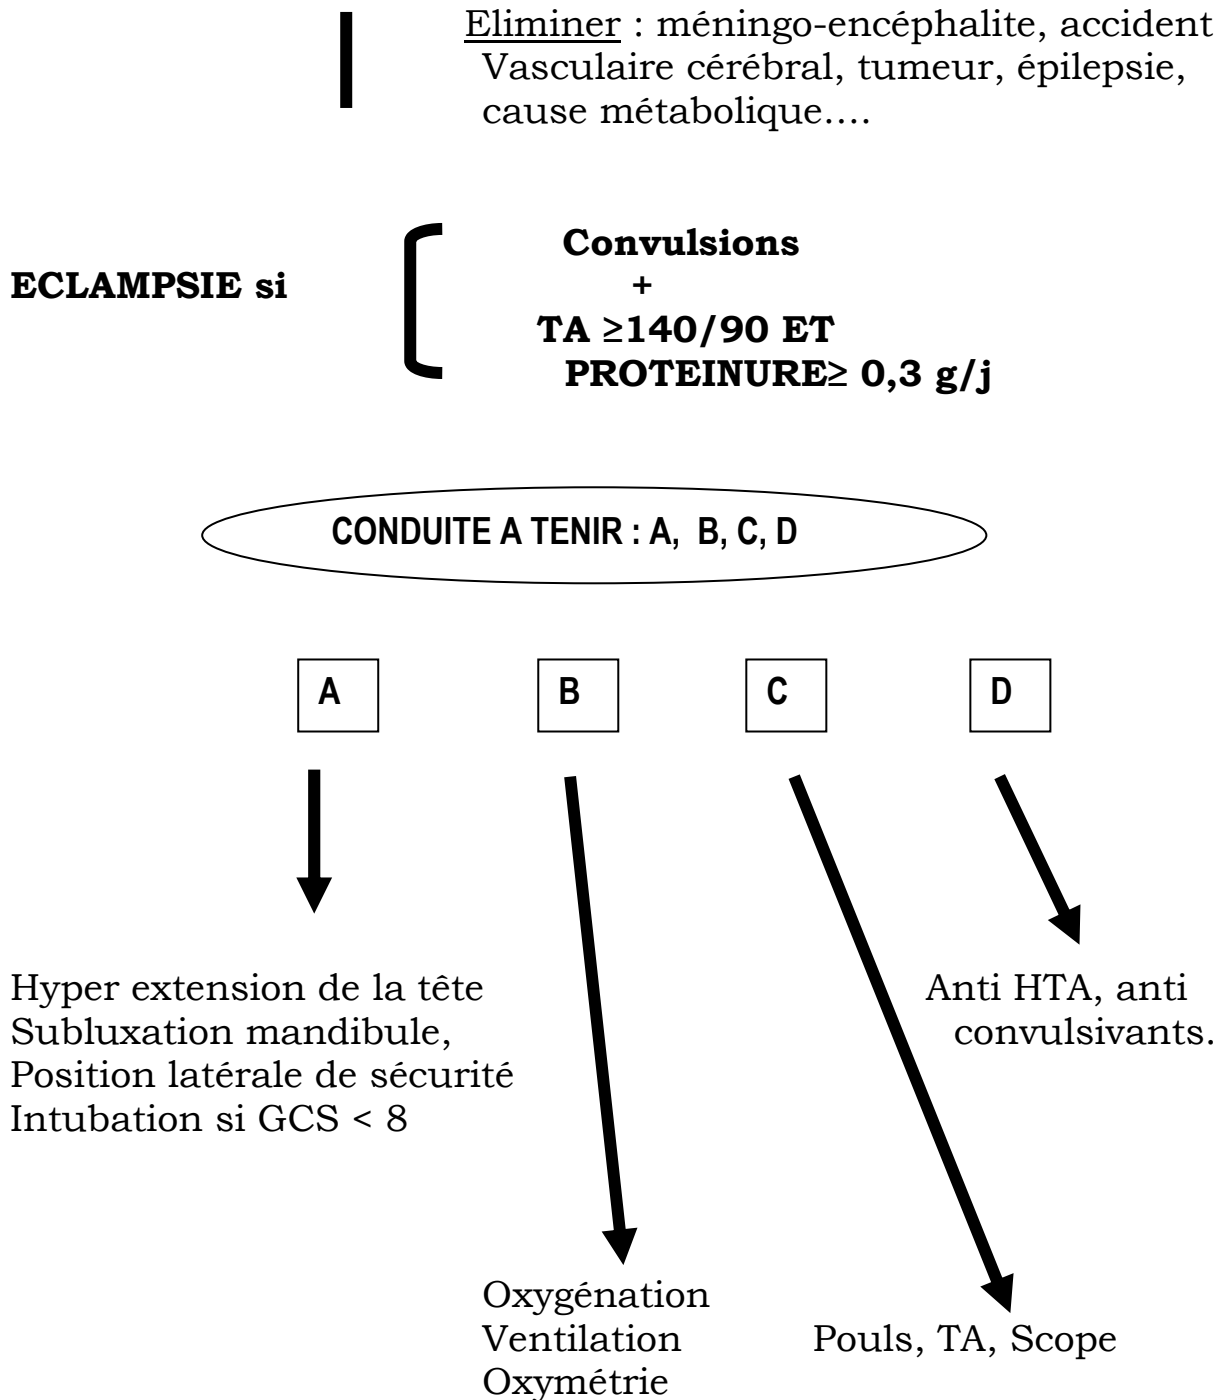 Eliminer : méningo-encéphalite, accident
Vasculaire cérébral, tumeur, épilepsie,
cause métabolique....
Convulsions
ECLAMPSIE si
+
TA ≥140/90 ET
PROTEINURE≥ 0,3 g/j
CONDUITE A TENIR : A, B, C, D
A
B
C
D
Hyper extension de la tête
Subluxation mandibule,
Position latérale de sécurité
Intubation si GCS < 8
Anti HTA, anti
convulsivants.
Oxygénation
Ventilation
Oxymétrie
Pouls, TA, Scope